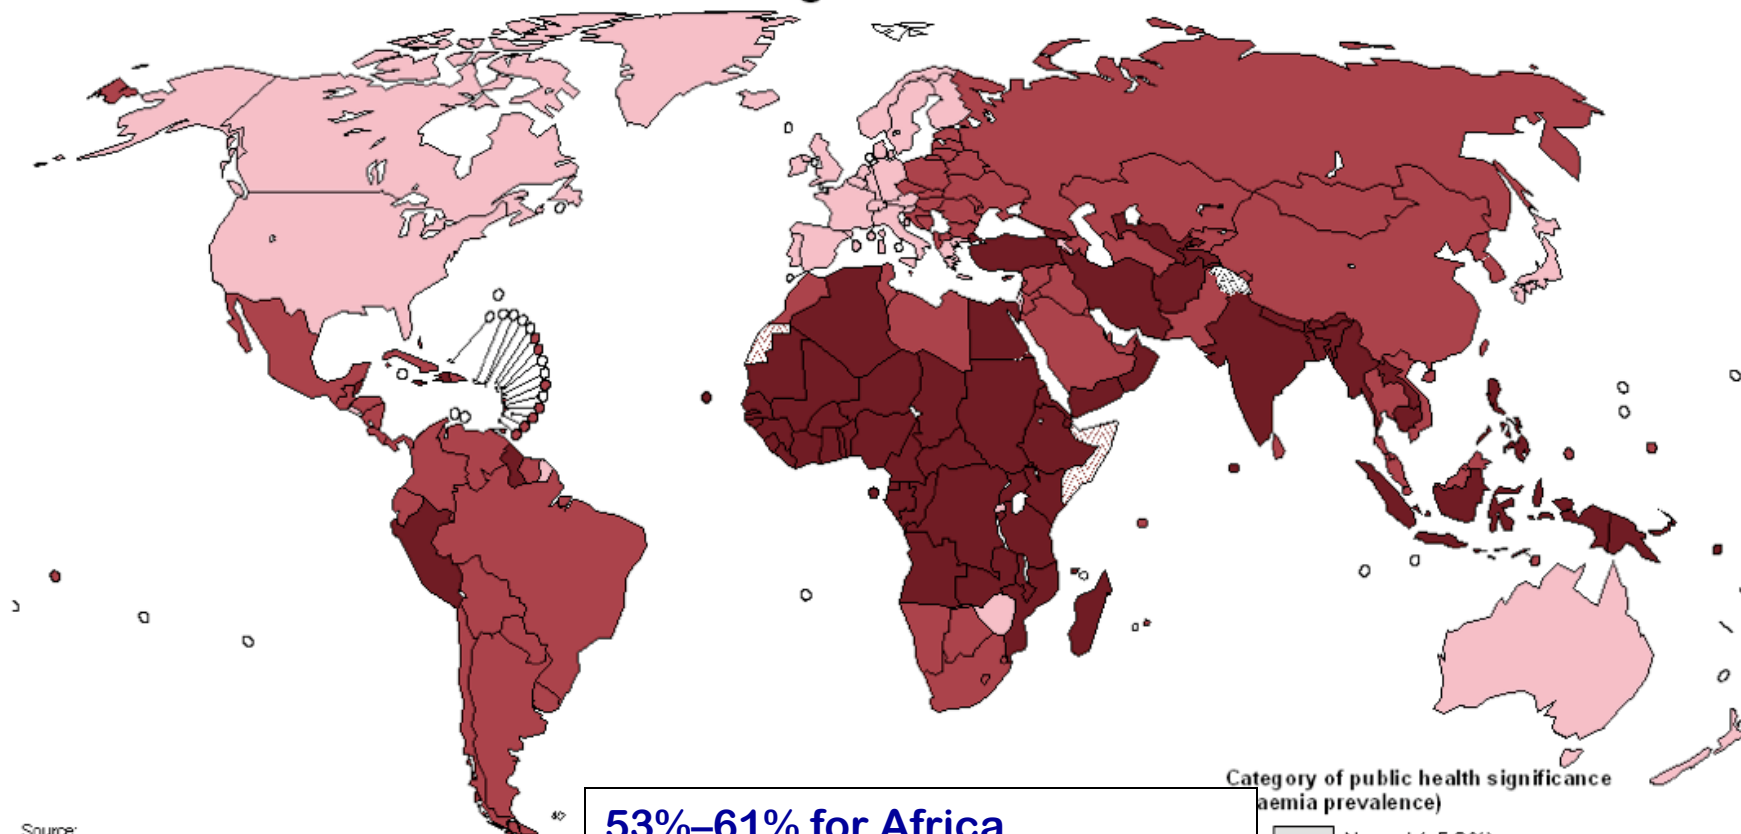 Category of public health significance
aemia prevalence)
53%–61% for Africa
Source: